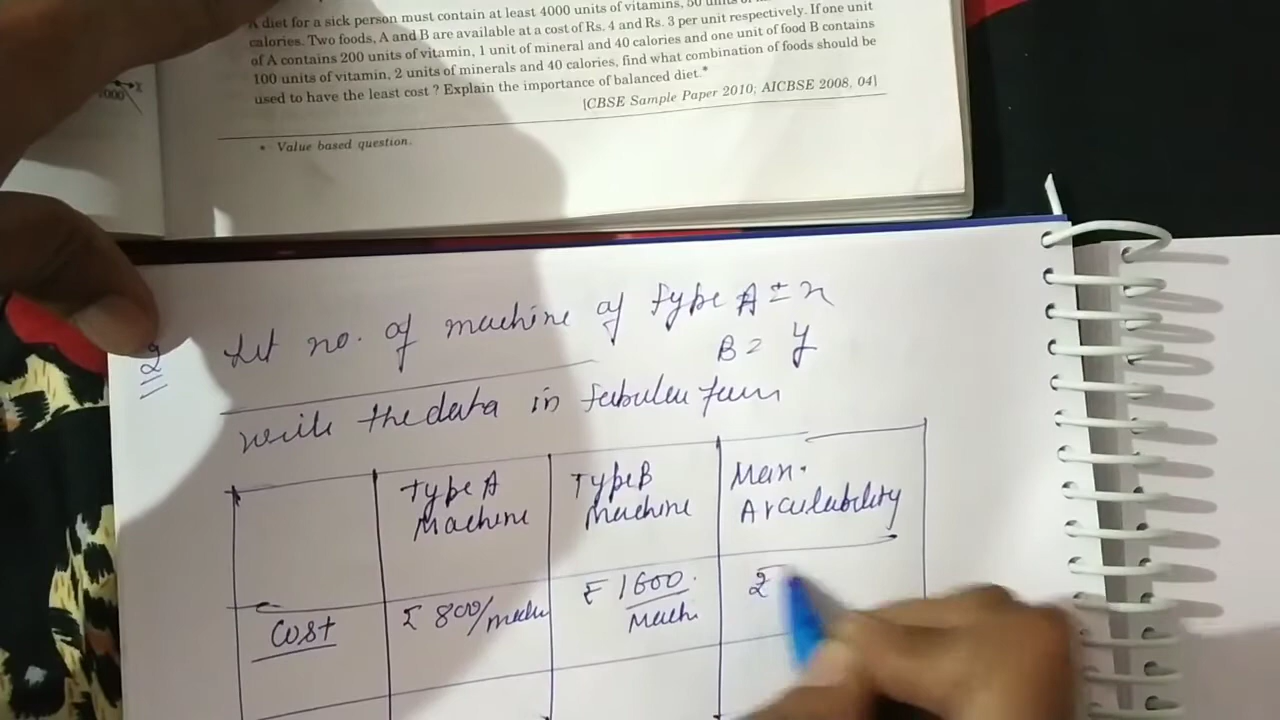 A diet for a sick person must contain at least 4000 units of vitamins, 50 units of
calories. Two foods, A and B are available at a cost of Rs. 4 and Rs. 3 per unit respectively. If one unit
of A contains 200 units of vitamin, 1 unit of mineral and 40 calories and one unit of food B contains
100 units of vitamin, 2 units of minerals and 40 calories, find what combination of foods should be
used to have the least cost ? Explain the importance of balanced diet.*
[CBSE Sample Paper 2010; AICBSE 2008, 04]
* Value based question.
1000 X
Let no. of machine of type A = x
B = y
write the data in
Type A Machine
Type B Machine
Max. Availability
Cost
₹ 800/
₹ 1600
Mach.
₹